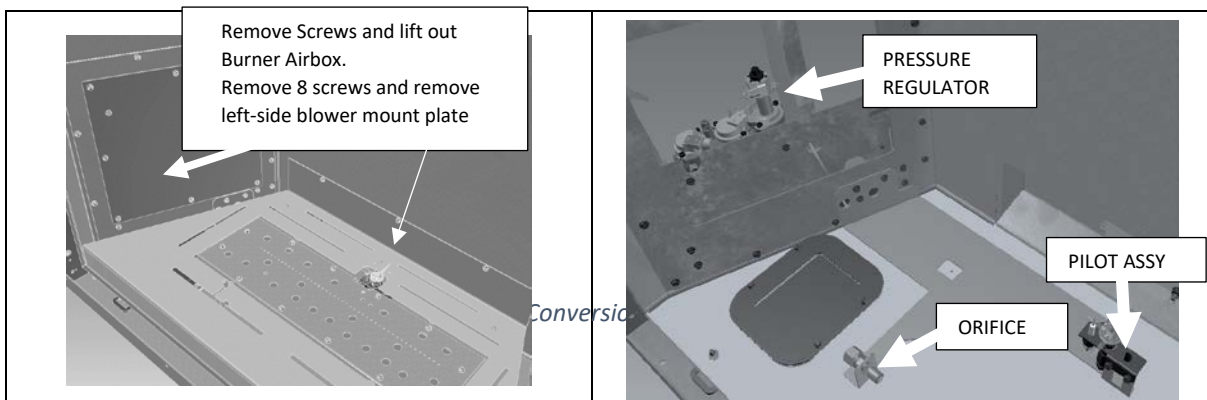 Remove Screws and lift out
Burner Airbox.
Remove 8 screws and remove
left-side blower mount plate
PRESSURE
REGULATOR
PILOT ASSY
ORIFICE